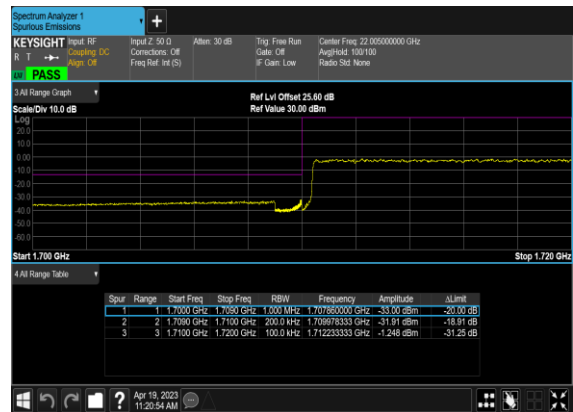 Spectrum Analyzer 1
Spurious Emissions
KEYSIGHT Input: RF Input Z: 50 Ω Atten: 30 dB Trig: Free Run Center Freq: 22.005000000 GHz
R T Coupling: DC Corrections: Off Gate: Off Avg|Hold: 100/100
Align: Off Freq Ref: Int (S) IF Gain: Low Radio Std: None
PASS
3 All Range Graph
Ref Lvl Offset 25.60 dB
Scale/Div 10.0 dB Ref Value 30.00 dBm
Log
20.0
10.0
0.00
-10.0
-20.0
-30.0
-40.0
-50.0
-60.0
Start 1.700 GHz Stop 1.720 GHz
4 All Range Table
Spur Range Start Freq Stop Freq RBW Frequency Amplitude ΔLimit
1 1 1.7000 GHz 1.7090 GHz 1.000 MHz 1.707860000 GHz -33.00 dBm -20.00 dB
2 2 1.7090 GHz 1.7100 GHz 200.0 kHz 1.709978333 GHz -31.91 dBm -18.91 dB
3 3 1.7100 GHz 1.7200 GHz 100.0 kHz 1.712233333 GHz -1.248 dBm -31.25 dB
? Apr 19, 2023
11:20:54 AM